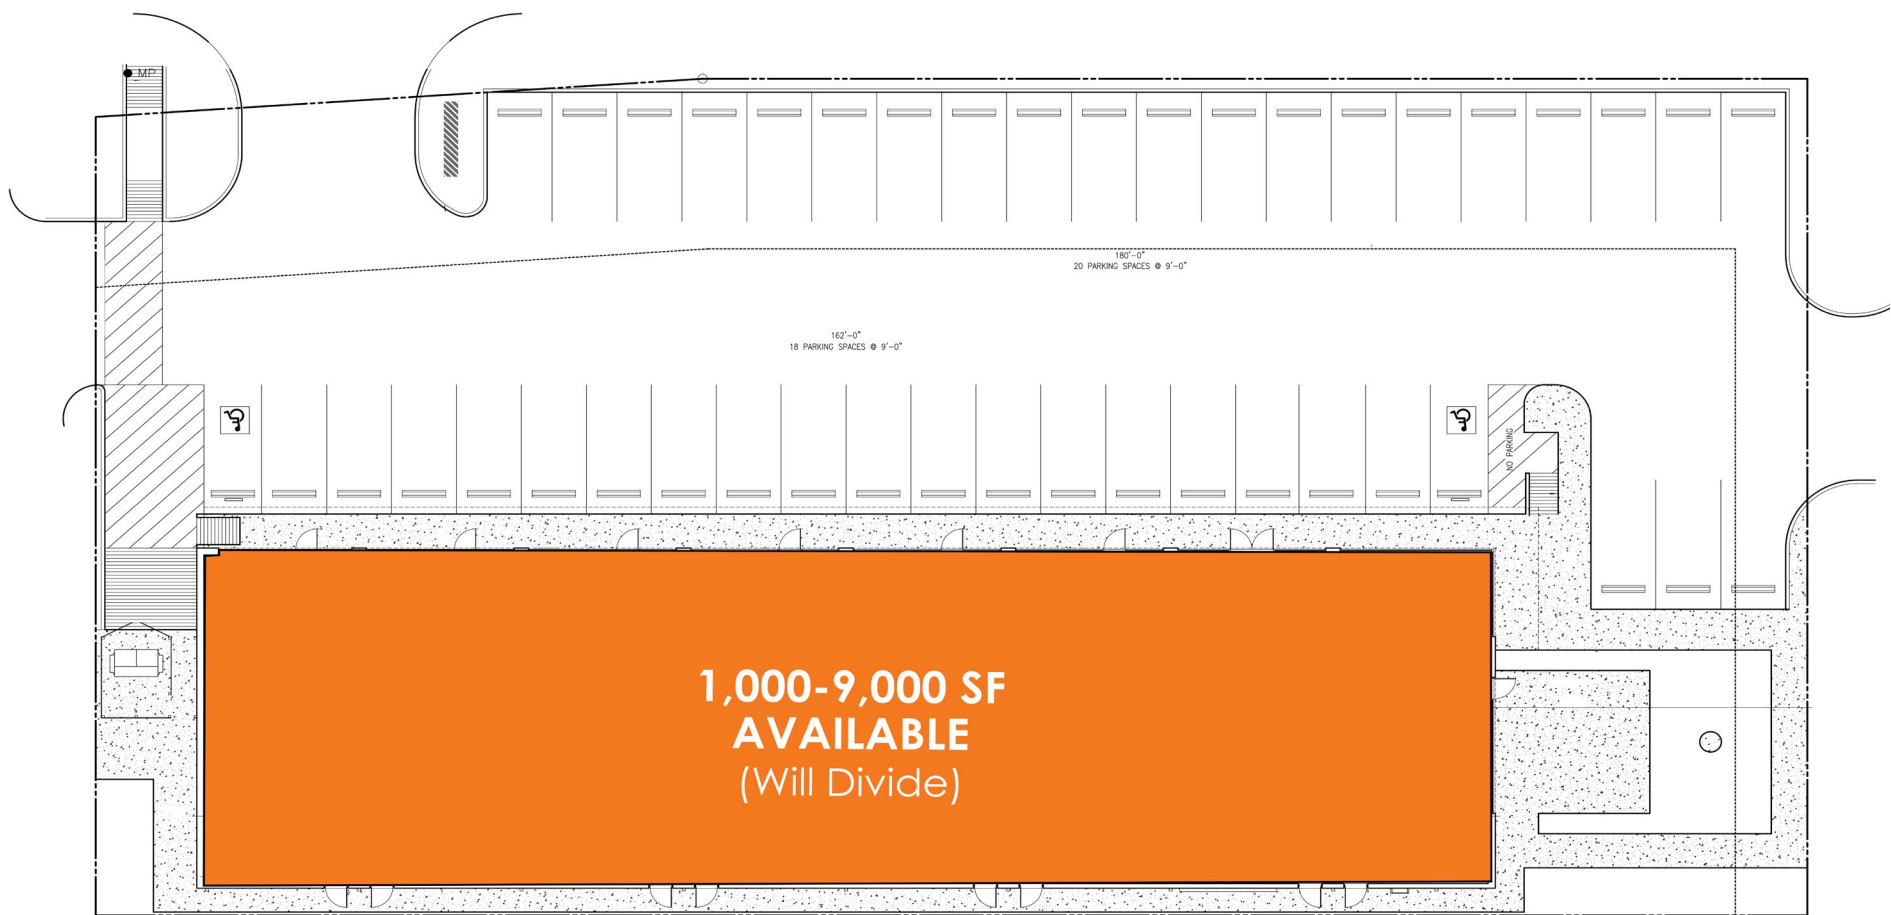 MP
180'-0"
20 PARKING SPACES @ 9'-0"
162'-0"
18 PARKING SPACES @ 9'-0"
NO PARKING
1,000-9,000 SF
AVAILABLE
(Will Divide)